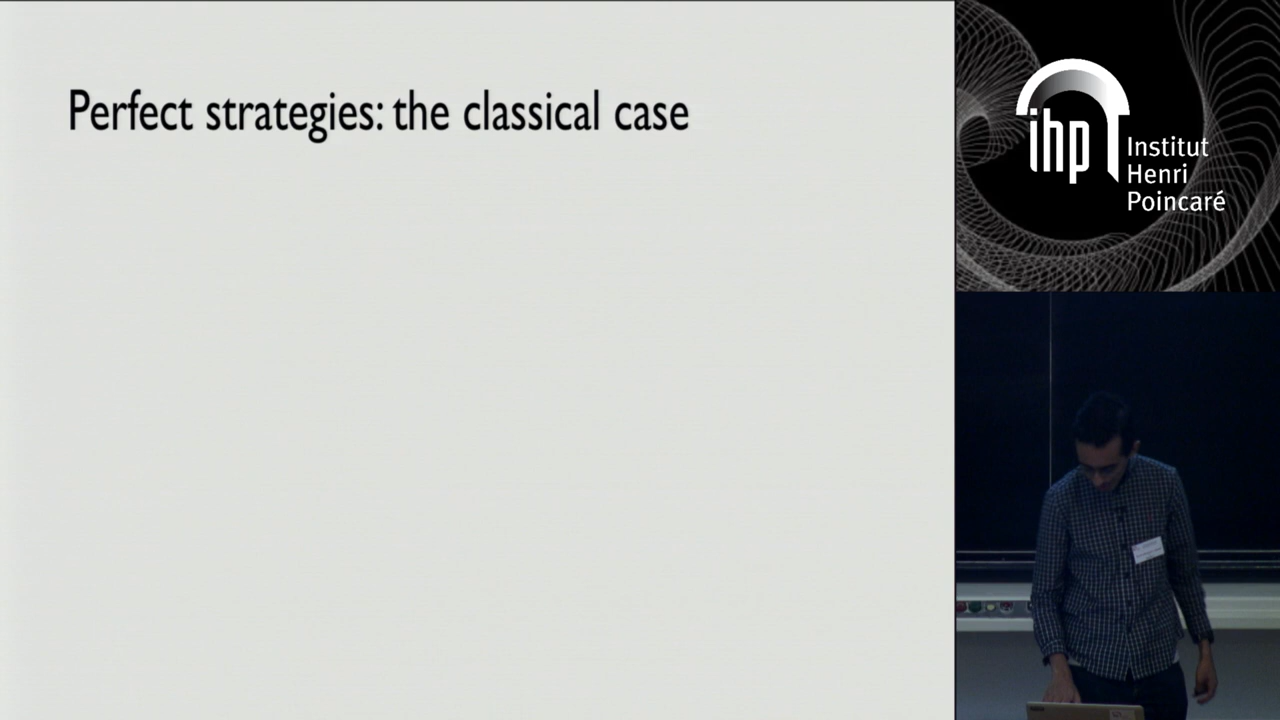 Perfect strategies: the classical case
ihp
Institut
Henri
Poincaré